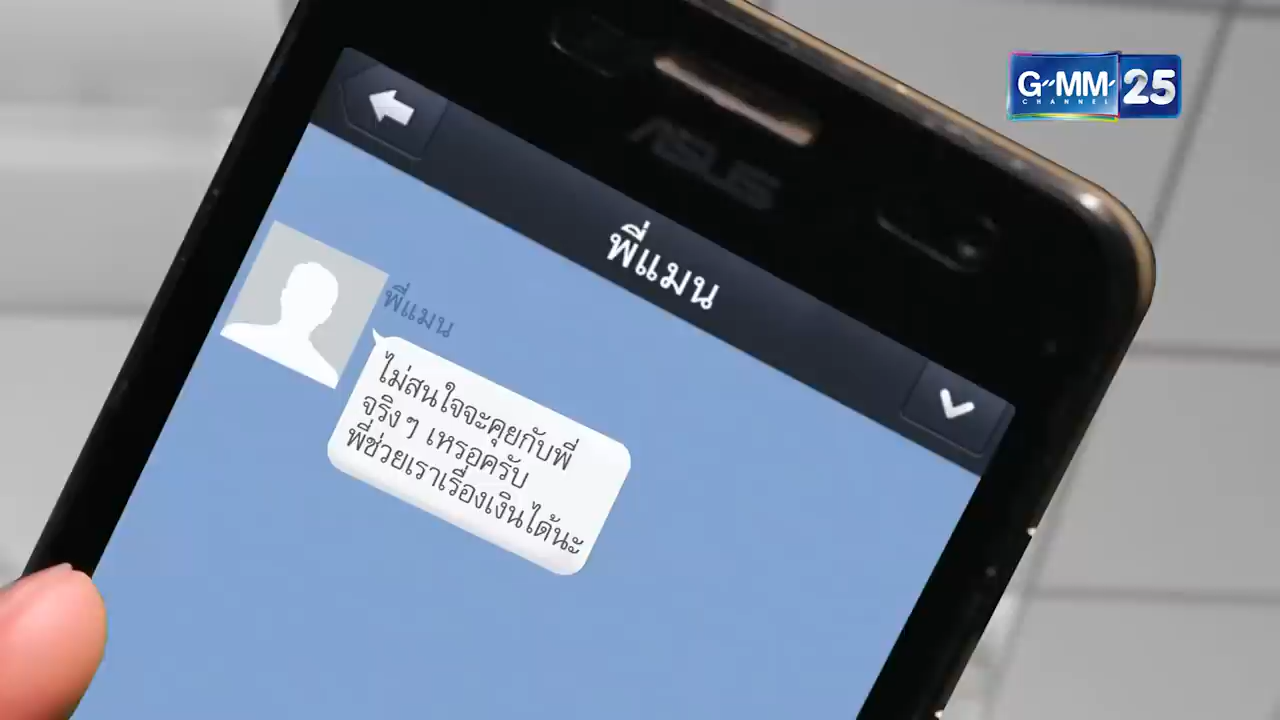 G-MM 25
CHANNEL
ASUS
พี่แมน
พี่แมน
ไม่สนใจจะคุยกับพี่
จริงๆ เหรอครับ
พี่ช่วยเราเรื่องเงินได้นะ